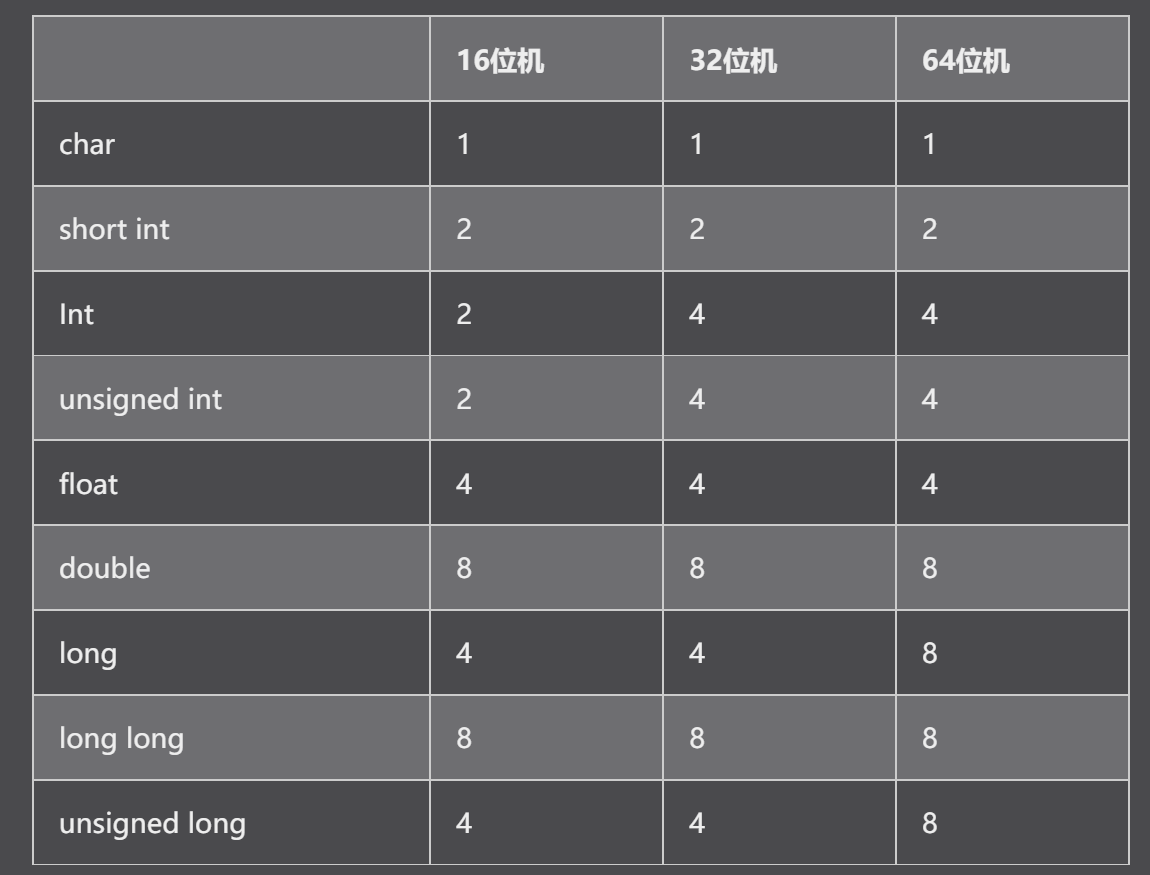 16位机 32位机 64位机
char 1 1 1
short int 2 2 2
Int 2 4 4
unsigned int 2 4 4
float 4 4 4
double 8 8 8
long 4 4 8
long long 8 8 8
unsigned long 4 4 8